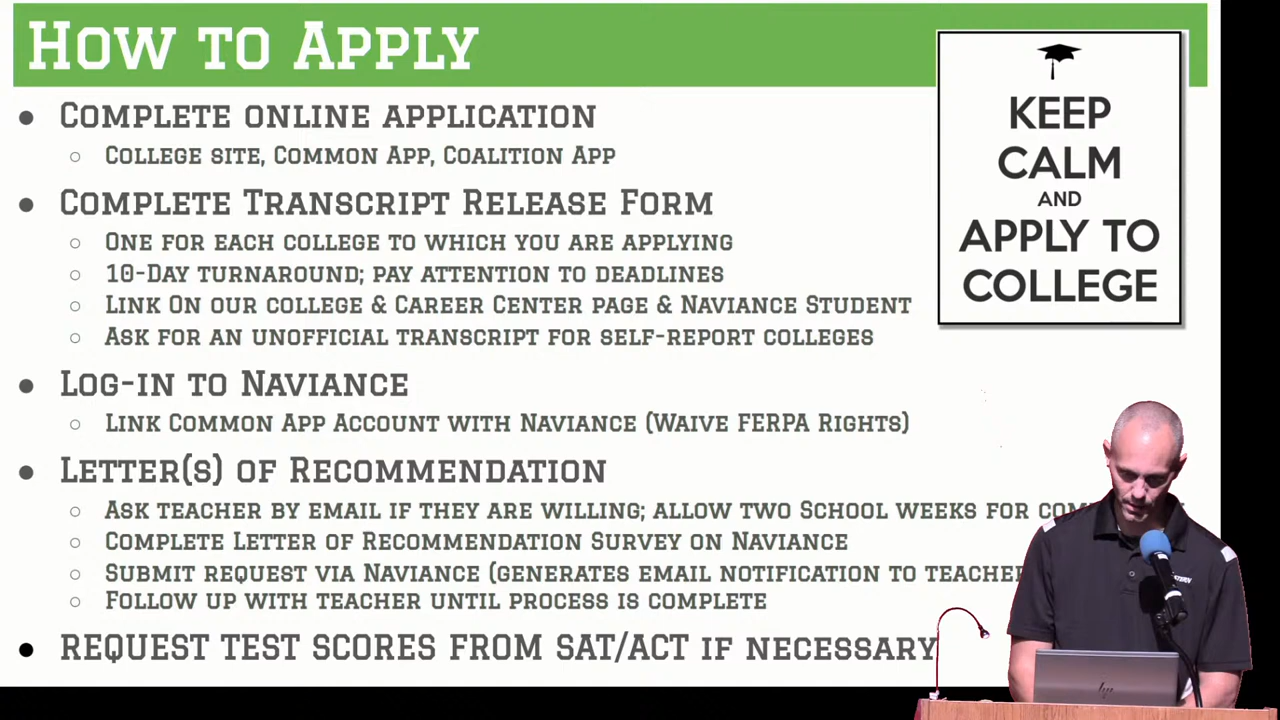 How to Apply
KEEP
CALM
AND
APPLY TO
COLLEGE
● Complete online application
○ College site, Common App, Coalition App
● Complete Transcript Release Form
○ One for each college to which you are applying
○ 10-Day turnaround; pay attention to deadlines
○ Link On our college & Career Center page & Naviance Student
○ Ask for an unofficial transcript for self-report colleges
● Log-in to Naviance
○ Link Common App Account with Naviance (Waive FERPA Rights)
● Letter(s) of Recommendation
○ Ask teacher by email if they are willing; allow two School weeks for
○ Complete Letter of Recommendation Survey on Naviance
○ Submit request via Naviance (generates email notification to
○ Follow up with teacher until process is complete
● REQUEST TEST SCORES FROM SAT/ACT if necessary
hp